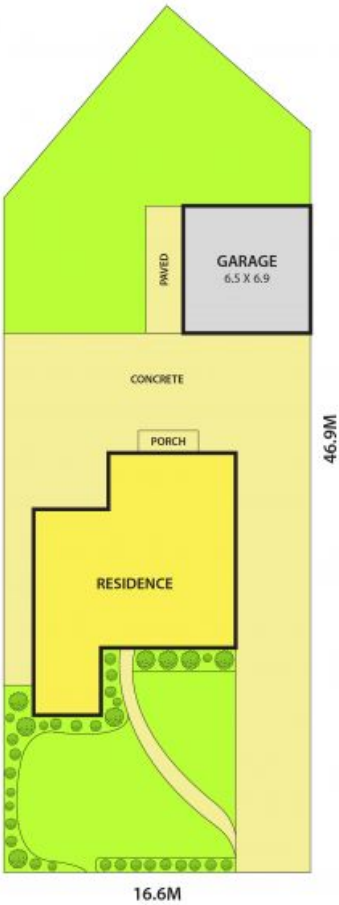 GARAGE
6.5 X 6.9
PAVED
CONCRETE
46.9M
PORCH
RESIDENCE
16.6M